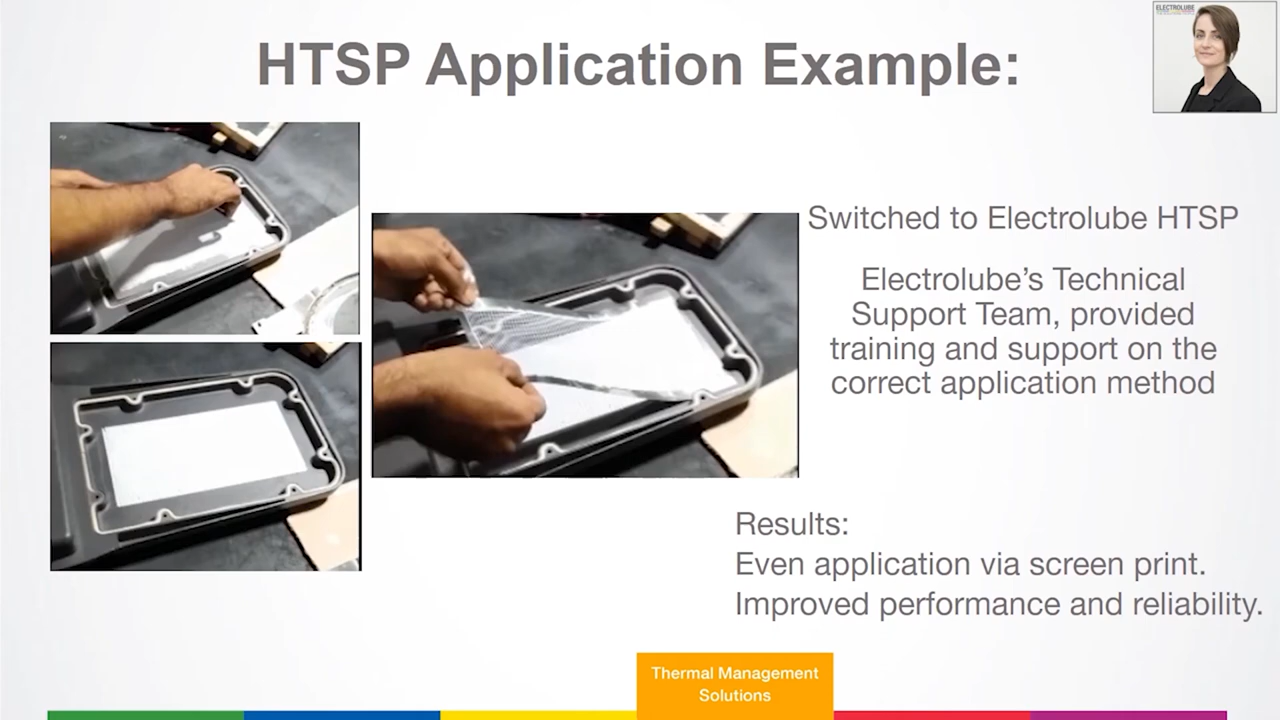 HTSP Application Example:
ELECTROLUBE
Switched to Electrolube HTSP
Electrolube’s Technical
Support Team, provided
training and support on the
correct application method
Results:
Even application via screen print.
Improved performance and reliability.
Thermal Management
Solutions